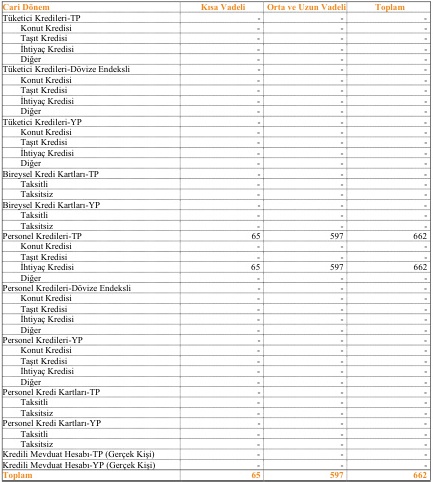 Cari Dönem Kısa Vadeli Orta ve Uzun Vadeli Toplam
Tüketici Kredileri-TP - - -
Konut Kredisi - - -
Taşıt Kredisi - - -
İhtiyaç Kredisi - - -
Diğer - - -
Tüketici Kredileri-Dövize Endeksli - - -
Konut Kredisi - - -
Taşıt Kredisi - - -
İhtiyaç Kredisi - - -
Diğer - - -
Tüketici Kredileri-YP - - -
Konut Kredisi - - -
Taşıt Kredisi - - -
İhtiyaç Kredisi - - -
Diğer - - -
Bireysel Kredi Kartları-TP - - -
Taksitli - - -
Taksitsiz - - -
Bireysel Kredi Kartları-YP - - -
Taksitli - - -
Taksitsiz - - -
Personel Kredileri-TP 65 597 662
Konut Kredisi - - -
Taşıt Kredisi - - -
İhtiyaç Kredisi 65 597 662
Diğer - - -
Personel Kredileri-Dövize Endeksli - - -
Konut Kredisi - - -
Taşıt Kredisi - - -
İhtiyaç Kredisi - - -
Diğer - - -
Personel Kredileri-YP - - -
Konut Kredisi - - -
Taşıt Kredisi - - -
İhtiyaç Kredisi - - -
Diğer - - -
Personel Kredi Kartları-TP - - -
Taksitli - - -
Taksitsiz - - -
Personel Kredi Kartları-YP - - -
Taksitli - - -
Taksitsiz - - -
Kredili Mevduat Hesabı-TP (Gerçek Kişi) - - -
Kredili Mevduat Hesabı-YP (Gerçek Kişi) - - -
Toplam 65 597 662